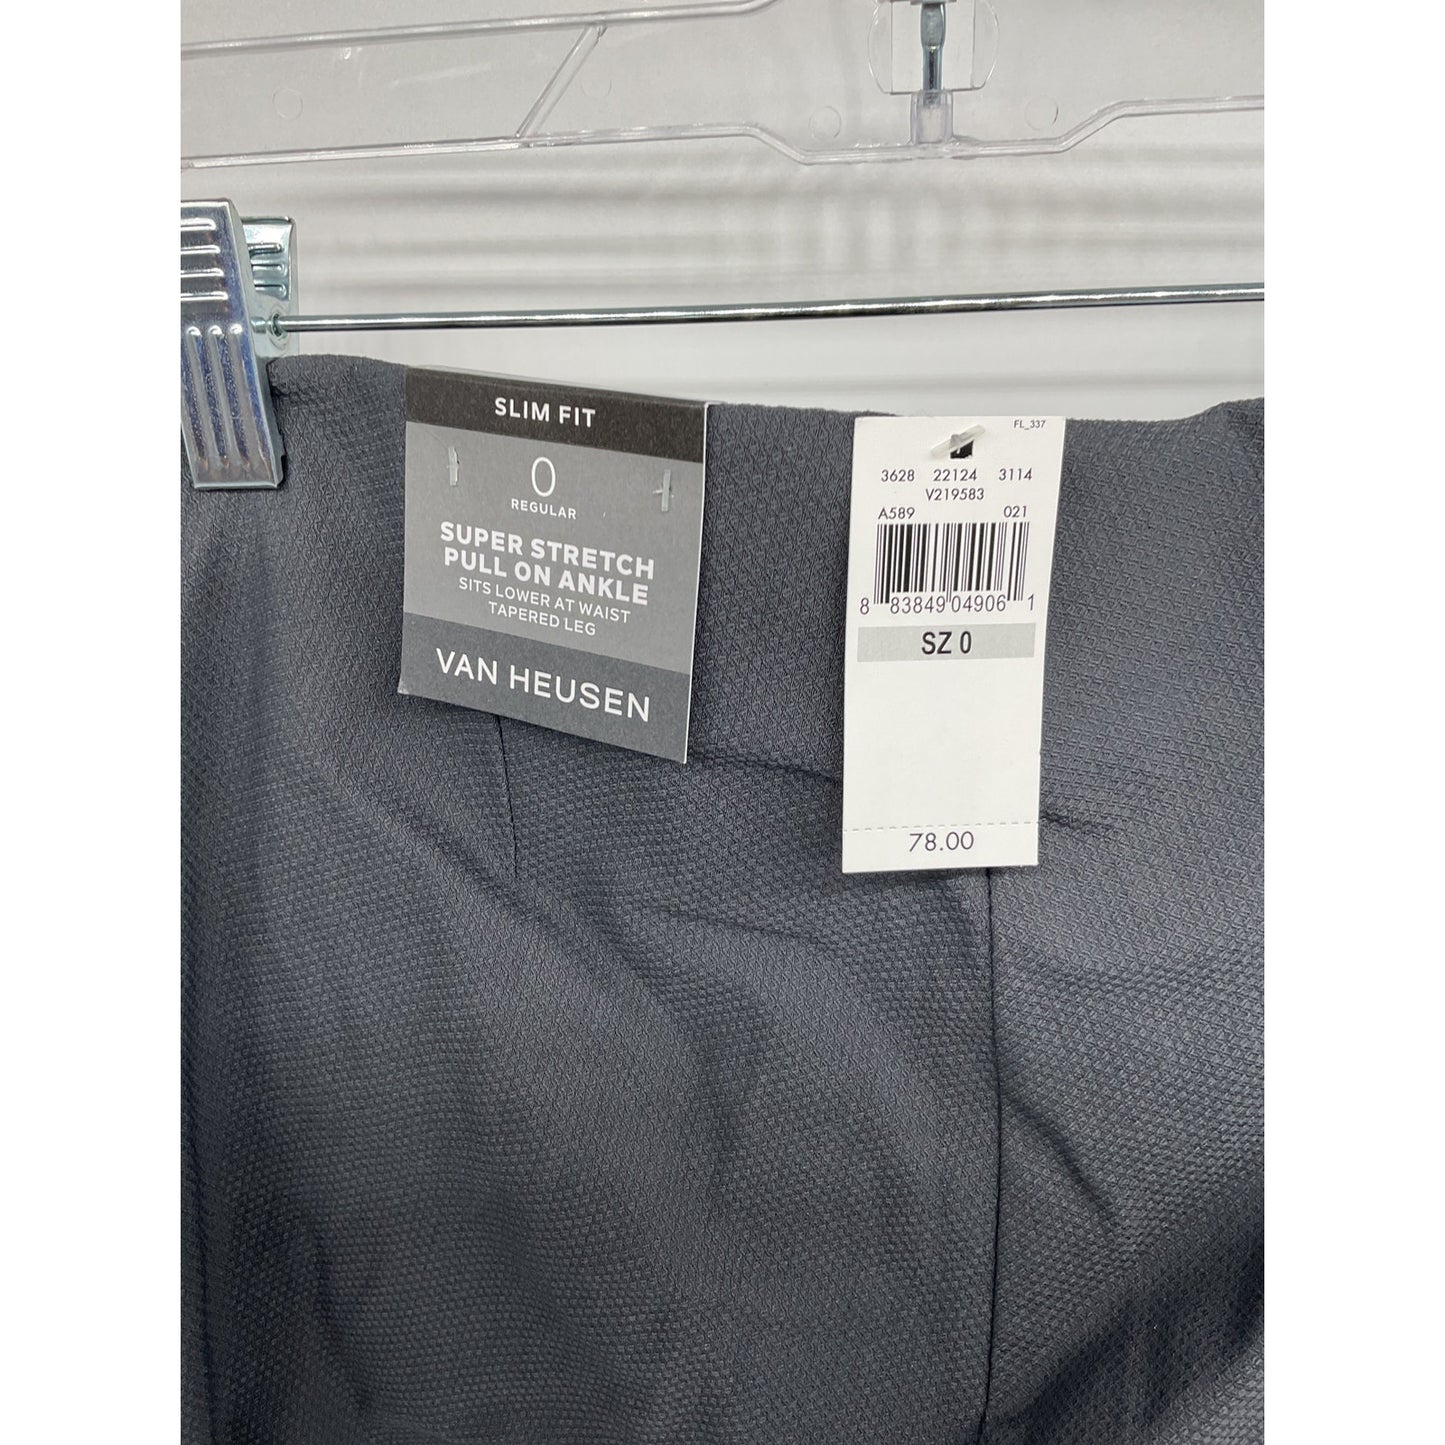 SLIM FIT
0
REGULAR
SUPER STRETCH
PULL ON ANKLE
SITS LOWER AT WAIST
TAPERED LEG
VAN HEUSEN
FL_337
3628 22124 3114
V219583
A589 021
8 83849 04906 1
SZ 0
78.00